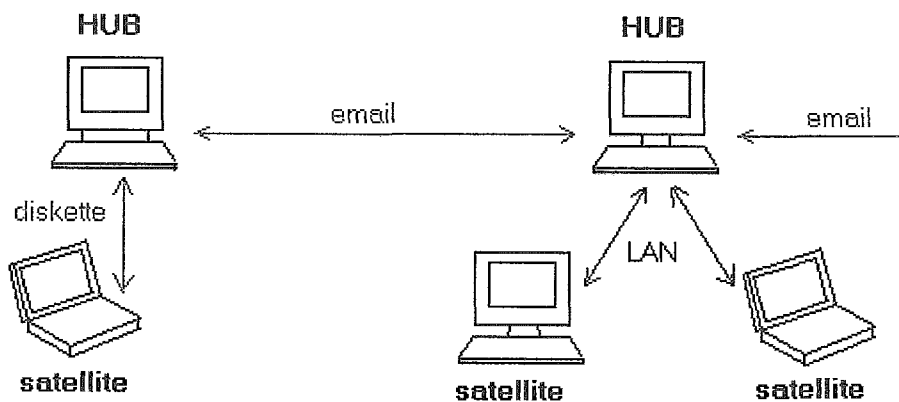 HUB
HUB
email
email
diskette
LAN
satellite
satellite
satellite